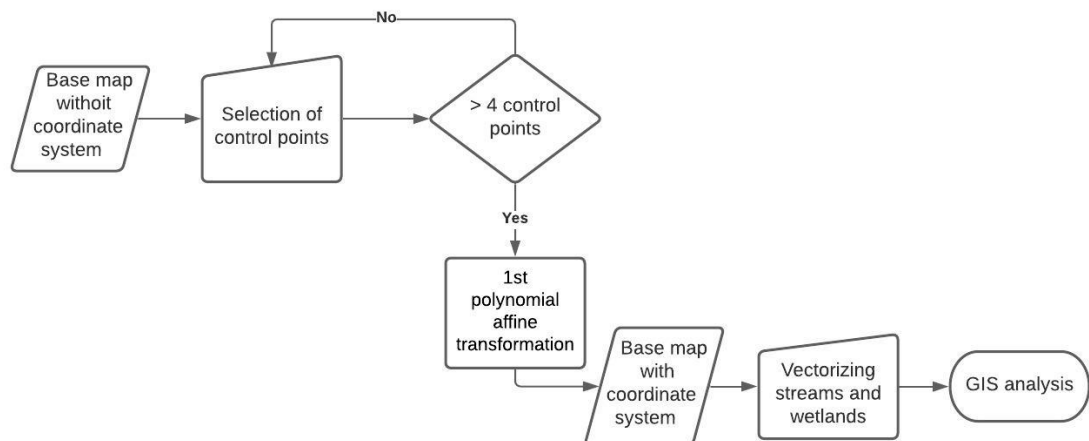 No
Base map
withoit
coordinate
system
Selection of
control points
> 4 control
points
Yes
1st
polynomial
affine
transformation
Base map
with
coordinate
system
Vectorizing
streams and
wetlands
GIS analysis